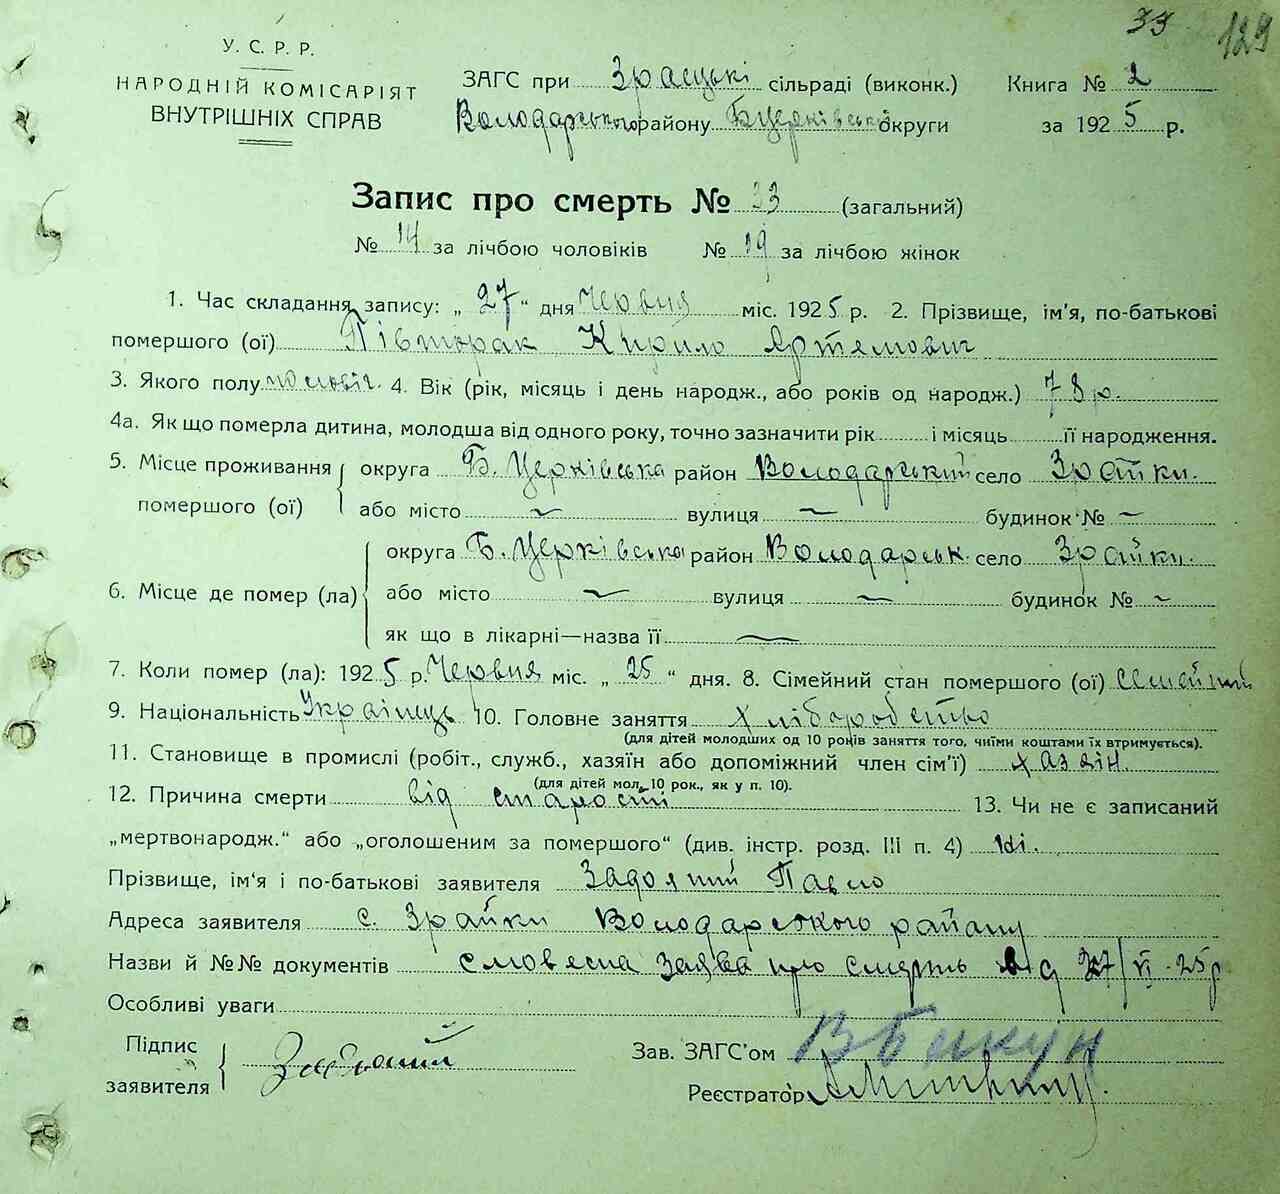 33 129
У. С. Р. Р.
НАРОДНІЙ КОМІСАРІЯТ
ВНУТРІШНІХ СПРАВ
ЗАГС при Зраєцькі сільраді (виконк.) Книга № 2
Володарського району Б Церківської округи за 1925 р.
Запис про смерть № 33 (загальний)
№ 14 за лічбою чоловіків № 19 за лічбою жінок
1. Час складання запису: „27“ дня Червня міс. 1925 р. 2. Прізвище, ім'я, по-батькові
помершого (ої) Півторак Кирило Артемович
3. Якого полу чоловіч. 4. Вік (рік, місяць і день народж., або років од народж.) 78 р.
4а. Як що померла дитина, молодша від одного року, точно зазначити рік і місяць її народження.
5. Місце проживання округа Б. Церківська район Володарський село Зрайки.
помершого (ої) або місто — вулиця — будинок № —
округа Б. Церківська район Володарськ. село Зрайки.
6. Місце де помер (ла) або місто — вулиця — будинок № —
як що в лікарні—назва її —
7. Коли помер (ла): 1925 р. Червня міс. „25“ дня. 8. Сімейний стан помершого (ої) семейний
9. Національність Українець 10. Головне заняття Хліборобство
(для дітей молодших од 10 років заняття того, чиїми коштами їх втримується).
11. Становище в промислі (робіт., служб., хазяїн або допоміжний член сім'ї) хазяїн.
(для дітей мол. 10 рок., як у п. 10).
12. Причина смерти від старості 13. Чи не є записаний
„мертвонародж.“ або „оголошеним за помершого“ (див. інстр. розд. III п. 4) ні.
Прізвище, ім'я і по-батькові заявителя Задоятий Павло
Адреса заявителя с. Зрайки Володарського району
Назви й №№ документів словесна заява про смерть від 27/VI-25р
Особливі уваги
Підпис
заявителя
Зав. ЗАГС'ом
Реєстратор